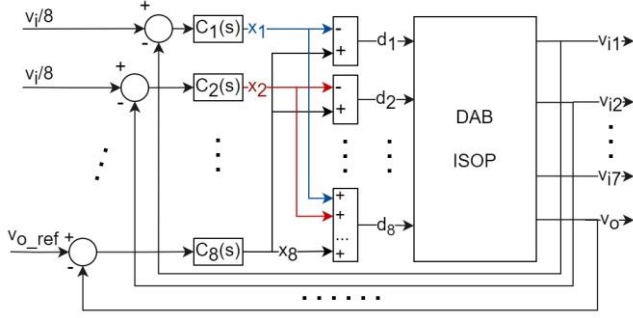 vi/8 + - C1(s) x1 - + d1 vi1
vi/8 + - C2(s) x2 - + d2 vi2
DAB
ISOP
vi7
vo_ref + - C8(s) x8 + + ... + d8 vo